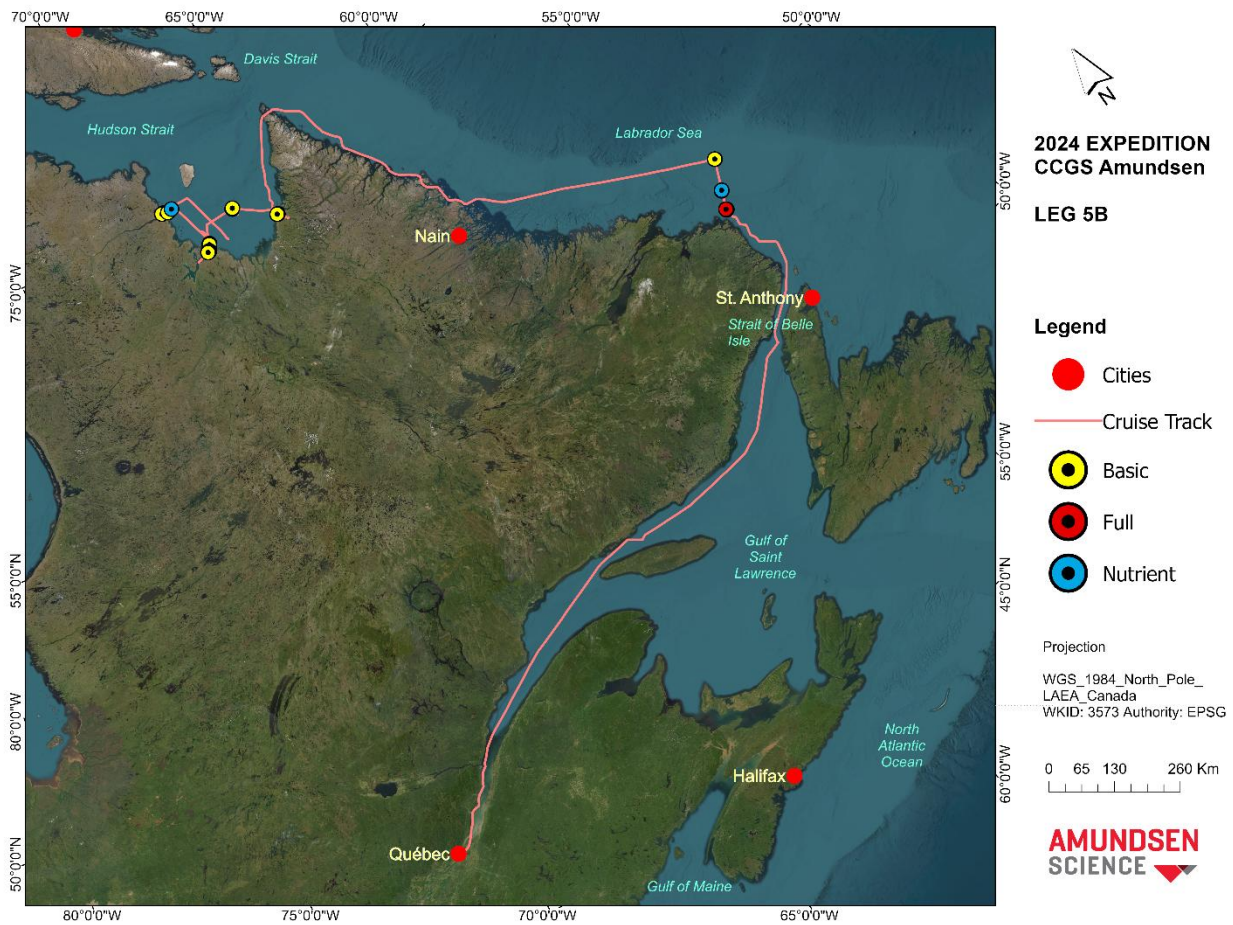 70°0'0"W
65°0'0"W
60°0'0"W
55°0'0"W
50°0'0"W
Davis Strait
Hudson Strait
Labrador Sea
Nain
St. Anthony
Strait of Belle
Isle
Gulf of
Saint
Lawrence
North
Atlantic
Ocean
Halifax
Québec
Gulf of Maine
75°0'0"W
55°0'0"N
80°0'0"W
50°0'0"N
50°0'0"W
55°0'0"W
45°0'0"N
60°0'0"W
80°0'0"W
75°0'0"W
70°0'0"W
65°0'0"W
N
2024 EXPEDITION
CCGS Amundsen
LEG 5B
Legend
Cities
Cruise Track
Basic
Full
Nutrient
Projection
WGS_1984_North_Pole_
LAEA_Canada
WKID: 3573 Authority: EPSG
0 65 130 260 Km
AMUNDSEN
SCIENCE